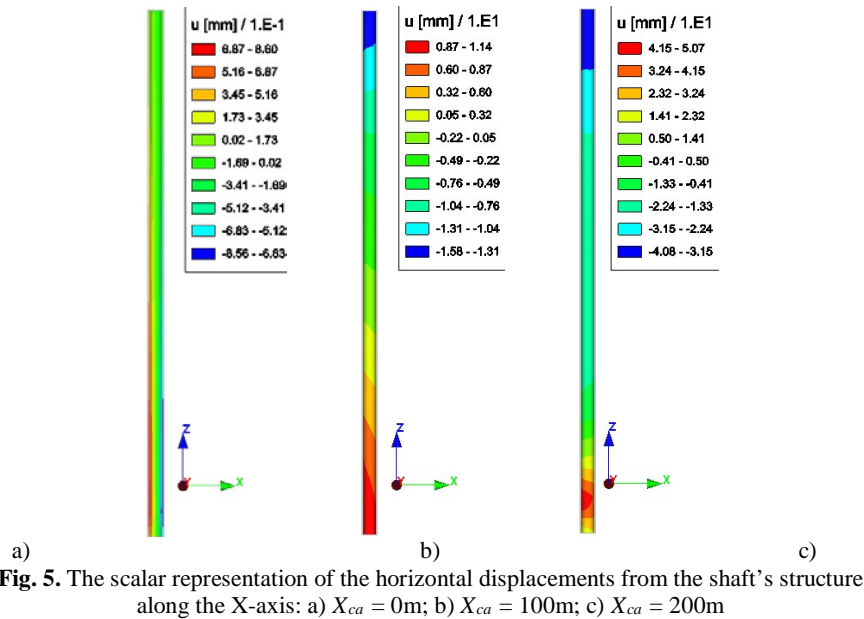 u [mm] / 1.E-1
6.87 - 8.60
5.16 - 6.87
3.45 - 5.16
1.73 - 3.45
0.02 - 1.73
-1.69 - 0.02
-3.41 - -1.69
-5.12 - -3.41
-6.83 - -5.12
-8.56 - -6.83
Z
X
Y
u [mm] / 1.E1
0.87 - 1.14
0.60 - 0.87
0.32 - 0.60
0.05 - 0.32
-0.22 - 0.05
-0.49 - -0.22
-0.76 - -0.49
-1.04 - -0.76
-1.31 - -1.04
-1.58 - -1.31
Z
X
Y
u [mm] / 1.E1
4.15 - 5.07
3.24 - 4.15
2.32 - 3.24
1.41 - 2.32
0.50 - 1.41
-0.41 - 0.50
-1.33 - -0.41
-2.24 - -1.33
-3.15 - -2.24
-4.08 - -3.15
Z
X
Y
a) b) c)
Fig. 5. The scalar representation of the horizontal displacements from the shaft's structure
along the X-axis: a) Xca = 0m; b) Xca = 100m; c) Xca = 200m